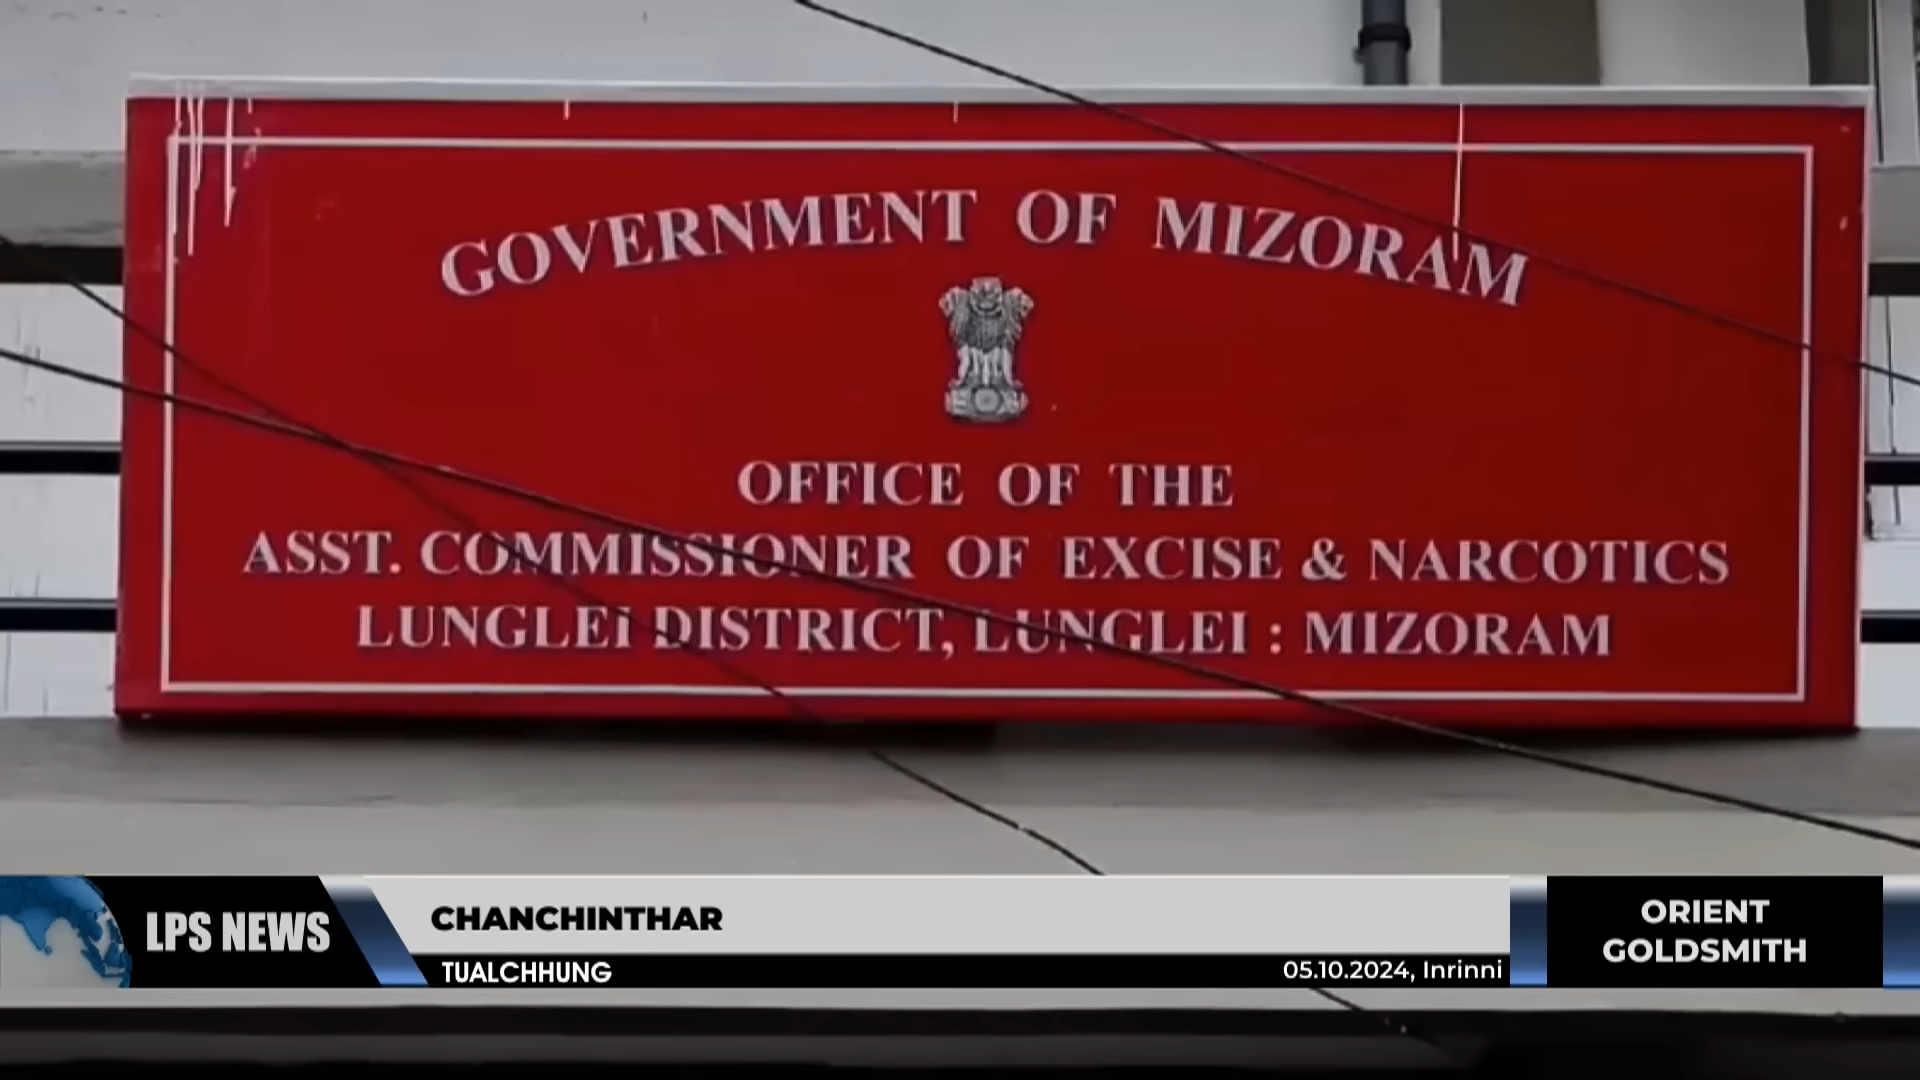 GOVERNMENT OF MIZORAM
OFFICE OF THE
ASST. COMMISSIONER OF EXCISE & NARCOTICS
LUNGLEI DISTRICT, LUNGLEI : MIZORAM
LPS NEWS
CHANCHINTHAR
TUALCHHUNG
05.10.2024, Inrinni
ORIENT
GOLDSMITH